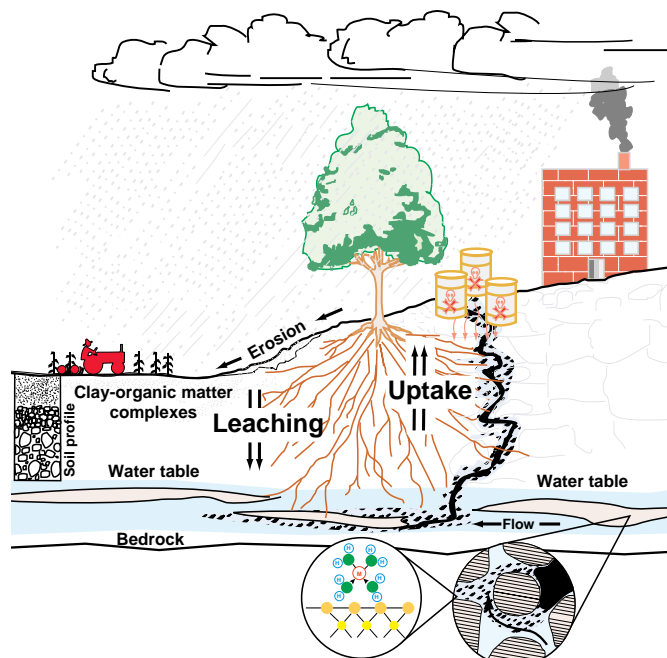 Erosion
Clay-organic matter
complexes
Uptake
Leaching
Soil profile
Water table
Water table
Flow
Bedrock
H
H
H
H
M
H
H
H
H